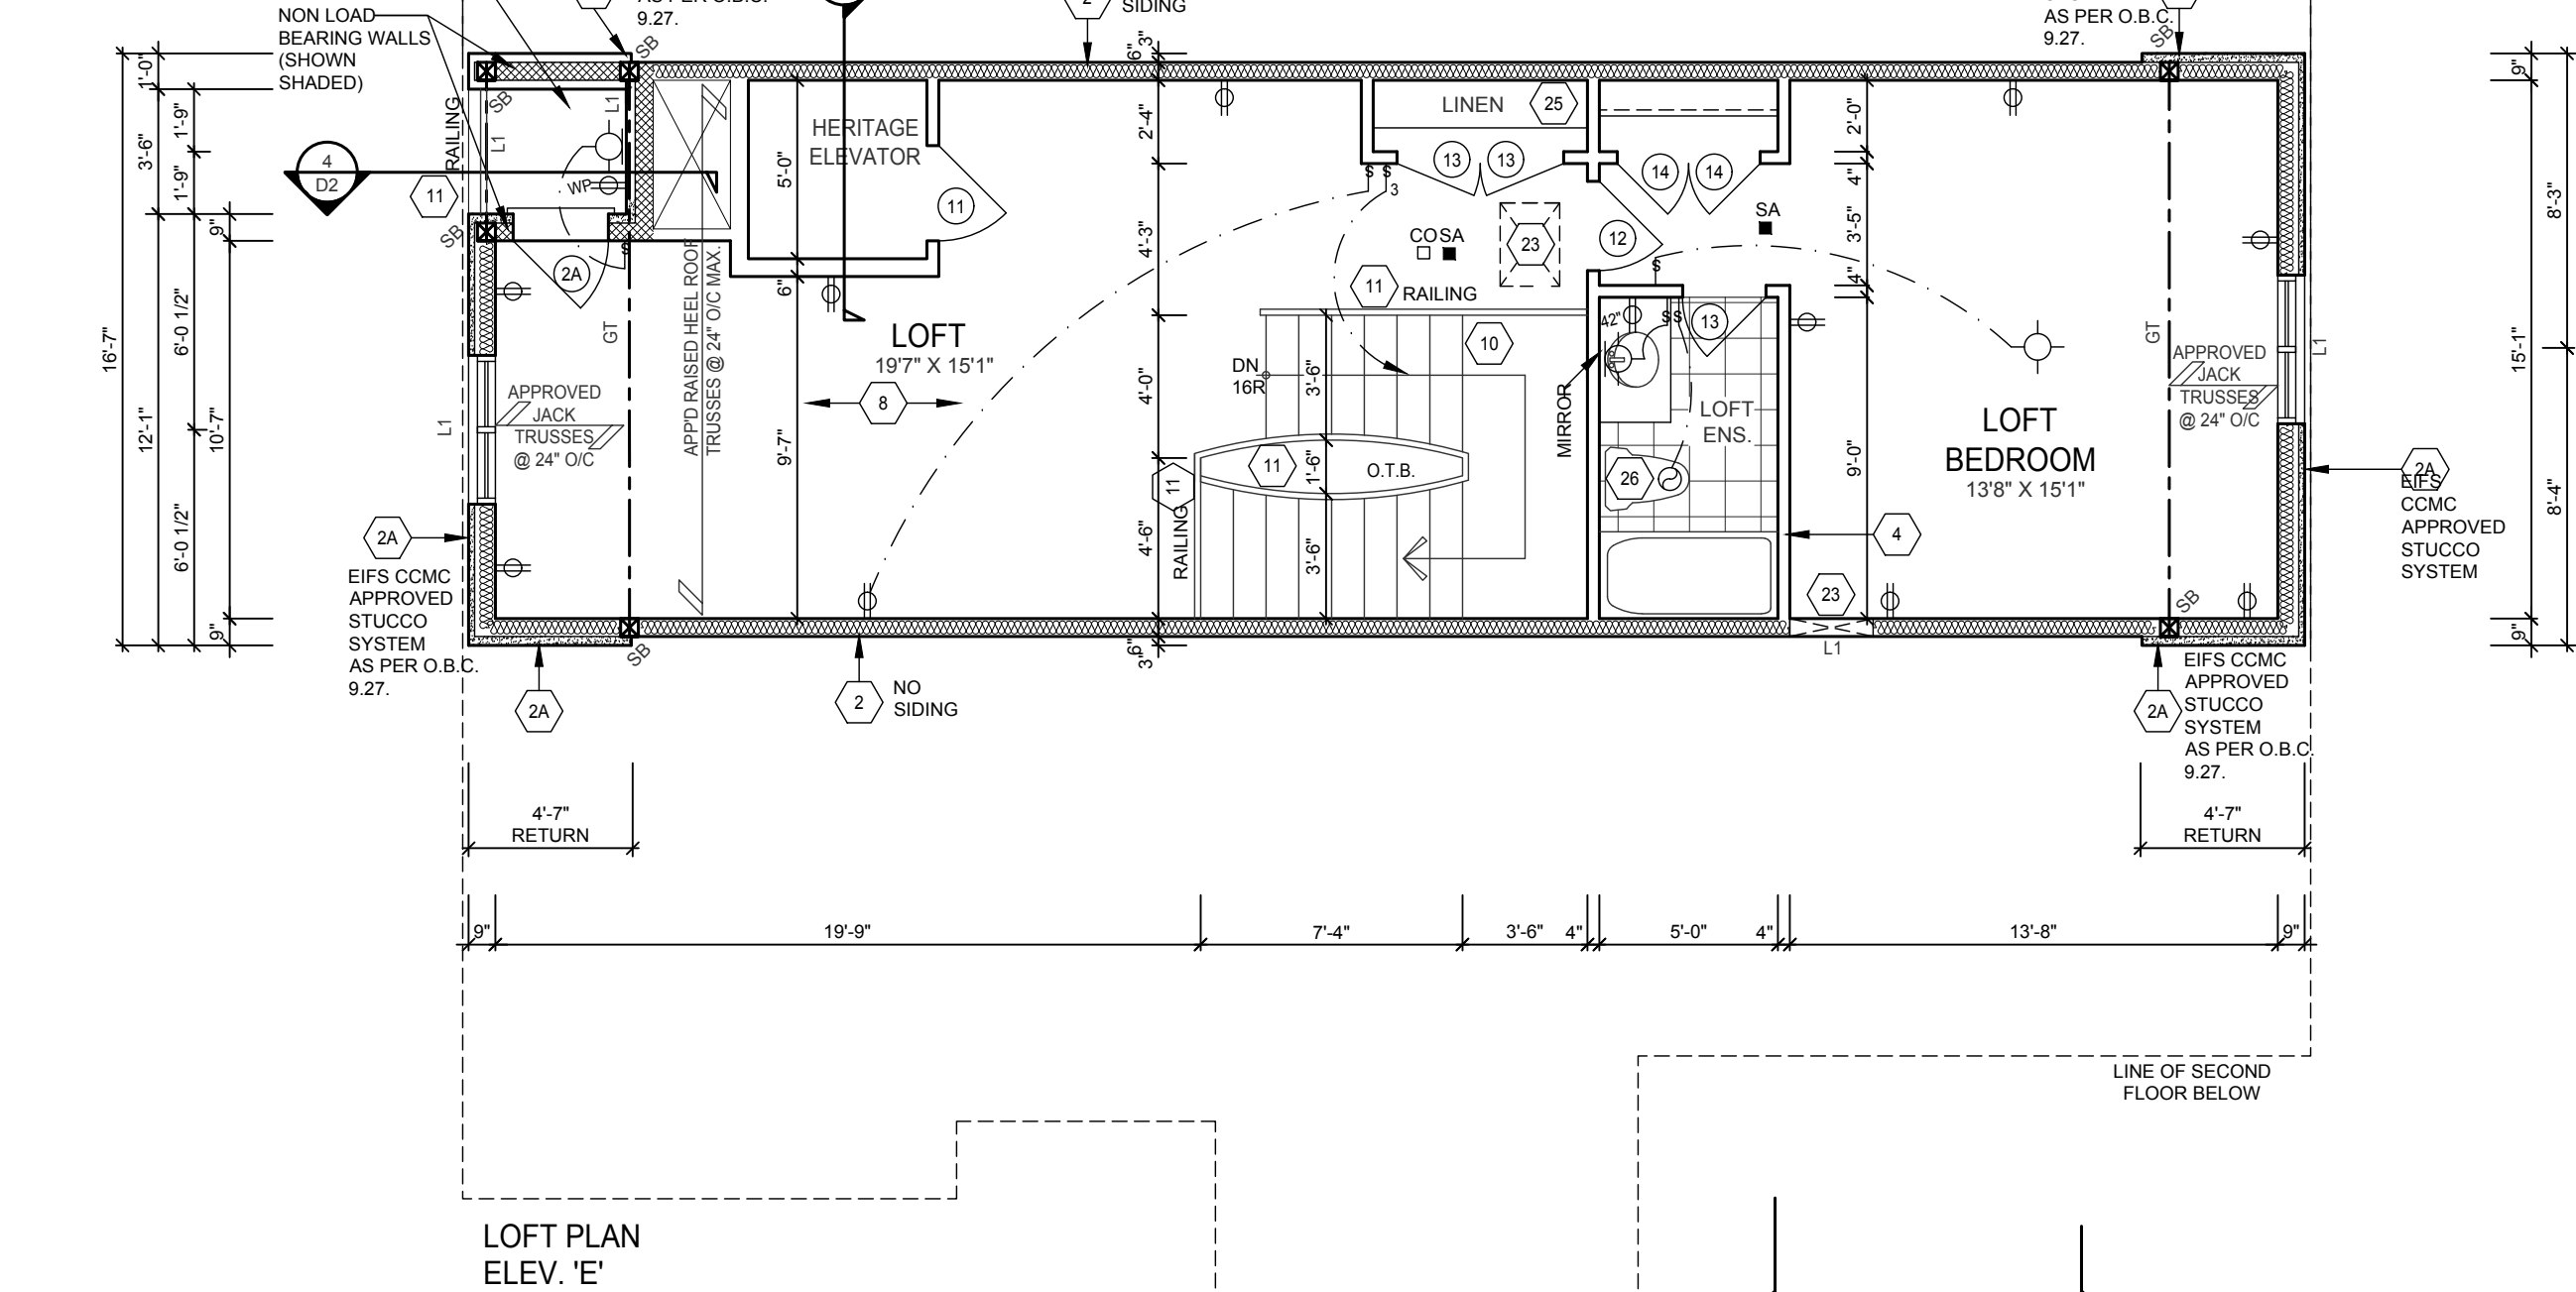 NON LOAD
BEARING WALLS
(SHOWN
SHADED)
9.27.
2
SIDING
AS PER O.B.C.
9.27.
SB
SB
SB
SB
SB
SB
RAILING
L1
L1
WP
4
D2
11
HERITAGE
ELEVATOR
11
LINEN
25
13
13
14
14
S
S
3
CO
SA
SA
23
12
S
11
RAILING
2A
S
GT
APP'D RAISED HEEL ROOF
TRUSSES @ 24" O/C MAX.
LOFT
19'7" X 15'1"
8
APPROVED
JACK
TRUSSES
@ 24" O/C
L1
DN
16R
10
42"
S
S
13
MIRROR
LOFT
ENS.
26
11
O.T.B.
11
RAILING
LOFT
BEDROOM
13'8" X 15'1"
GT
APPROVED
JACK
TRUSSES
@ 24" O/C
L1
4
23
L1
2A
EIFS
CCMC
APPROVED
STUCCO
SYSTEM
2A
EIFS CCMC
APPROVED
STUCCO
SYSTEM
AS PER O.B.C.
9.27.
2A
2
NO
SIDING
2A
EIFS CCMC
APPROVED
STUCCO
SYSTEM
AS PER O.B.C.
9.27.
16'-7"
1'-0"
3'-6"
12'-1"
1'-9"
1'-9"
6'-0 1/2"
6'-0 1/2"
9"
10'-7"
9"
5'-0"
6"
9'-7"
3"
6"
2'-4"
4'-3"
4'-0"
4'-6"
6"
3"
3'-6"
1'-6"
3'-6"
2'-0"
4"
3'-5"
4"
9'-0"
9"
15'-1"
9"
8'-3"
8'-4"
4'-7"
RETURN
4'-7"
RETURN
9"
19'-9"
7'-4"
3'-6"
4"
5'-0"
4"
13'-8"
9"
LINE OF SECOND
FLOOR BELOW
LOFT PLAN
ELEV. 'E'